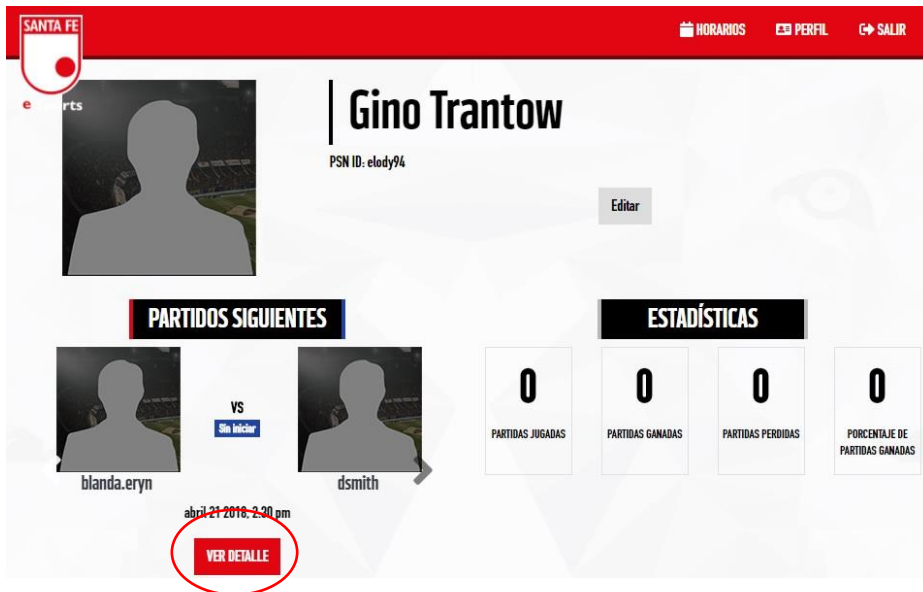 SANTA FE
HORARIOS PERFIL SALIR
e rts
Gino Trantow
PSN ID: elody94
Editar
PARTIDOS SIGUIENTES
VS
Sin iniciar
blanda.eryn
dsmith
abril 21 2018, 2:30 pm
VER DETALLE
ESTADÍSTICAS
0
PARTIDAS JUGADAS
0
PARTIDAS GANADAS
0
PARTIDAS PERDIDAS
0
PORCENTAJE DE
PARTIDAS GANADAS